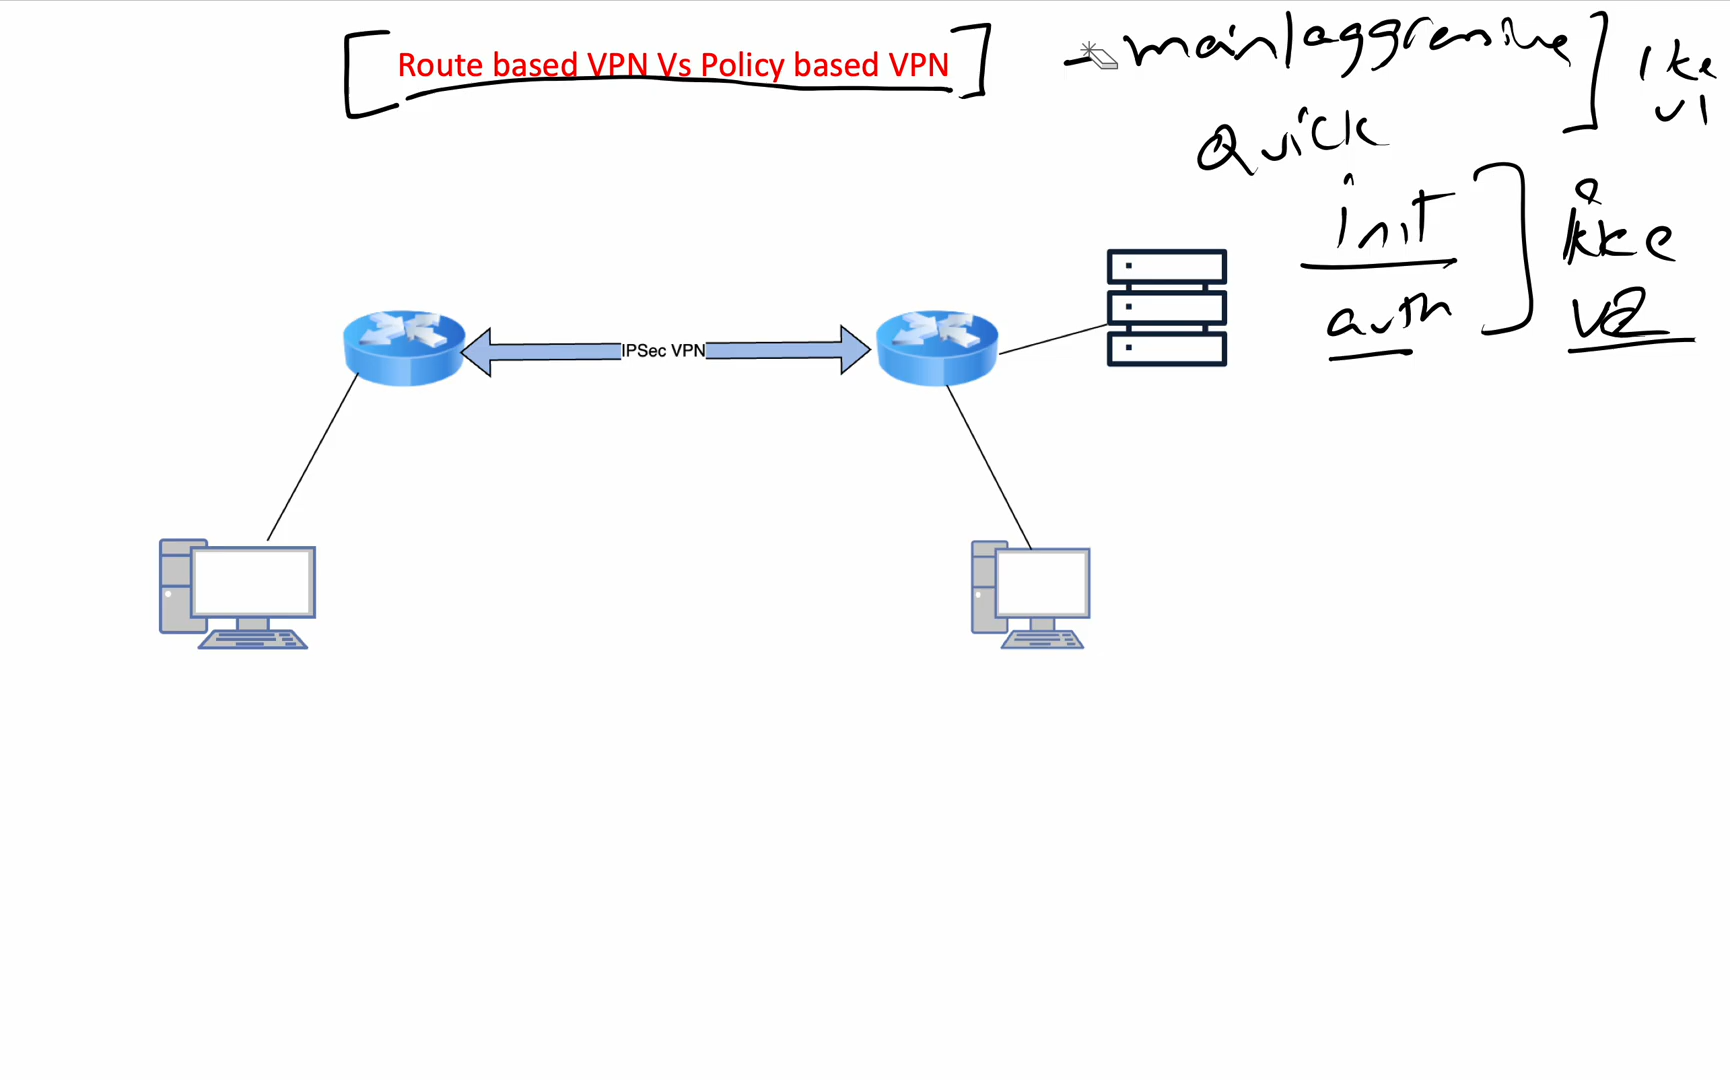 Route based VPN Vs Policy based VPN
main/aggressive
Ike
v1
Quick
init
ike
auth
v2
IPSec VPN